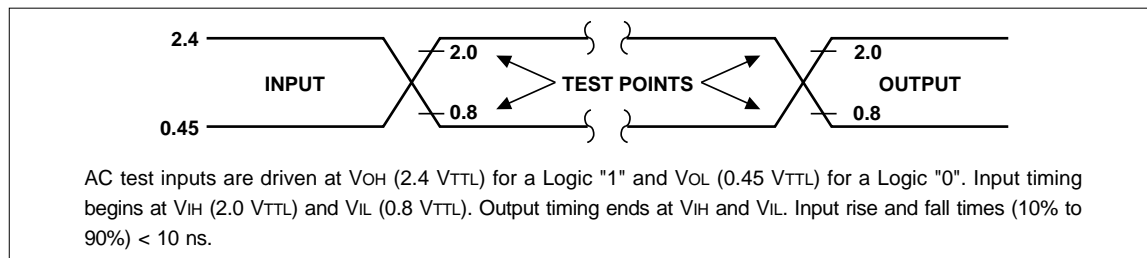 2.4
2.0
2.0
INPUT
TEST POINTS
OUTPUT
0.8
0.8
0.45
AC test inputs are driven at VOH (2.4 VTTL) for a Logic "1" and VOL (0.45 VTTL) for a Logic "0". Input timing
begins at VIH (2.0 VTTL) and VIL (0.8 VTTL). Output timing ends at VIH and VIL. Input rise and fall times (10% to
90%) < 10 ns.